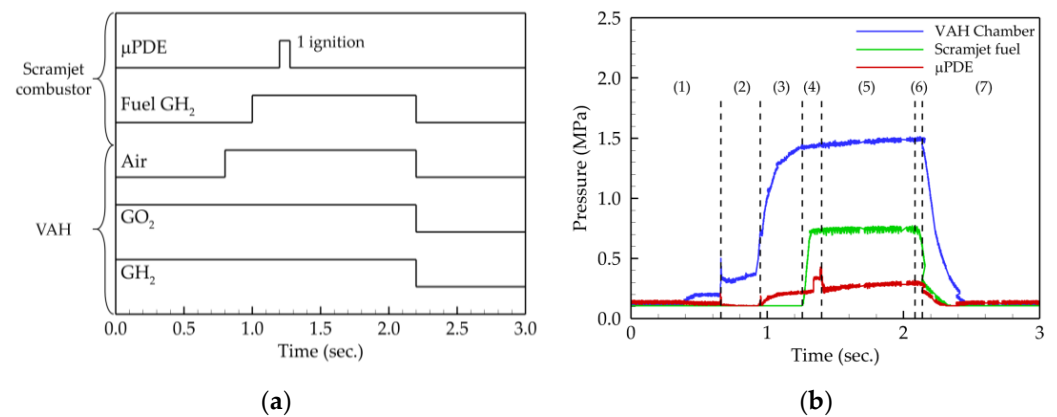 μPDE
1 ignition
Scramjet
combustor
Fuel GH2
Air
VAH
GO2
GH2
0.0 0.5 1.0 1.5 2.0 2.5 3.0
Time (sec.)
(a)
2.5
2.0
1.5
1.0
0.5
0.0
Pressure (MPa)
VAH Chamber
Scramjet fuel
μPDE
(1) (2) (3) (4) (5) (6) (7)
0 1 2 3
Time (sec.)
(b)